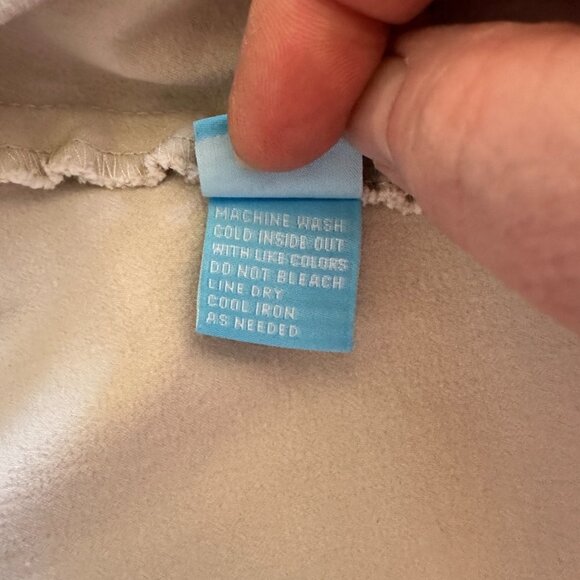 MACHINE WASH
COLD INSIDE OUT
WITH LIKE COLORS
DO NOT BLEACH
LINE DRY
COOL IRON
AS NEEDED